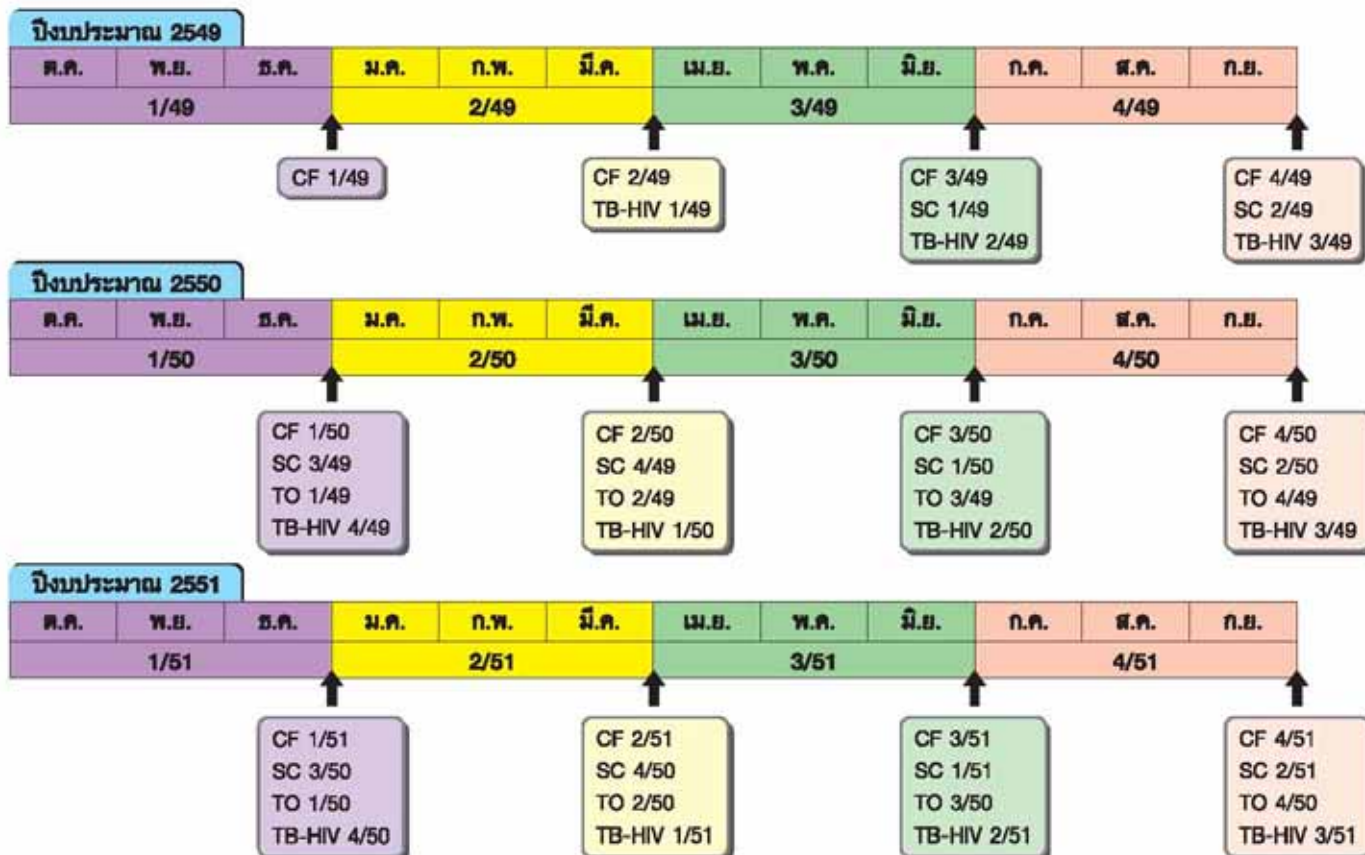 ปีงบประมาณ 2549
ต.ค. พ.ย. ธ.ค. ม.ค. ก.พ. มี.ค. เม.ย. พ.ค. มิ.ย. ก.ค. ส.ค. ก.ย.
1/49 2/49 3/49 4/49
CF 1/49
CF 2/49
TB-HIV 1/49
CF 3/49
SC 1/49
TB-HIV 2/49
CF 4/49
SC 2/49
TB-HIV 3/49
ปีงบประมาณ 2550
ต.ค. พ.ย. ธ.ค. ม.ค. ก.พ. มี.ค. เม.ย. พ.ค. มิ.ย. ก.ค. ส.ค. ก.ย.
1/50 2/50 3/50 4/50
CF 1/50
SC 3/49
TO 1/49
TB-HIV 4/49
CF 2/50
SC 4/49
TO 2/49
TB-HIV 1/50
CF 3/50
SC 1/50
TO 3/49
TB-HIV 2/50
CF 4/50
SC 2/50
TO 4/49
TB-HIV 3/49
ปีงบประมาณ 2551
ต.ค. พ.ย. ธ.ค. ม.ค. ก.พ. มี.ค. เม.ย. พ.ค. มิ.ย. ก.ค. ส.ค. ก.ย.
1/51 2/51 3/51 4/51
CF 1/51
SC 3/50
TO 1/50
TB-HIV 4/50
CF 2/51
SC 4/50
TO 2/50
TB-HIV 1/51
CF 3/51
SC 1/51
TO 3/50
TB-HIV 2/51
CF 4/51
SC 2/51
TO 4/50
TB-HIV 3/51